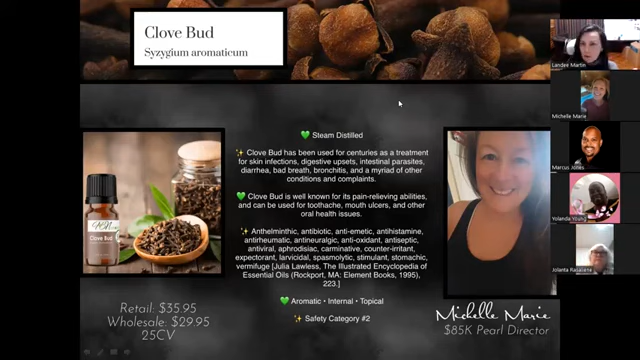 Clove Bud
Syzygium aromaticum
💚 Steam Distilled
✨ Clove Bud has been used for centuries as a treatment
for skin infections, digestive upsets, intestinal parasites,
diarrhea, bad breath, bronchitis, and a myriad of other
conditions and complaints.
💚 Clove Bud is well known for its pain-relieving abilities,
and can be used for toothache, mouth ulcers, and other
oral health issues.
✨ Anthelminthic, antibiotic, anti-emetic, antihistamine,
antirheumatic, antineuralgic, anti-oxidant, antiseptic,
antiviral, aphrodisiac, carminative, counter-irritant,
expectorant, larvicidal, spasmolytic, stimulant, stomachic,
vermifuge [Julia Lawless, The Illustrated Encyclopedia of
Essential Oils (Rockport, MA: Element Books, 1995),
223.]
💚 Aromatic • Internal • Topical
✨ Safety Category #2
Clove Bud
Retail: $35.95
Wholesale: $29.95
25CV
Michelle Marie
$85K Pearl Director
Landee Martin
Michelle Marie
Marcus Jones
Yolanda Young